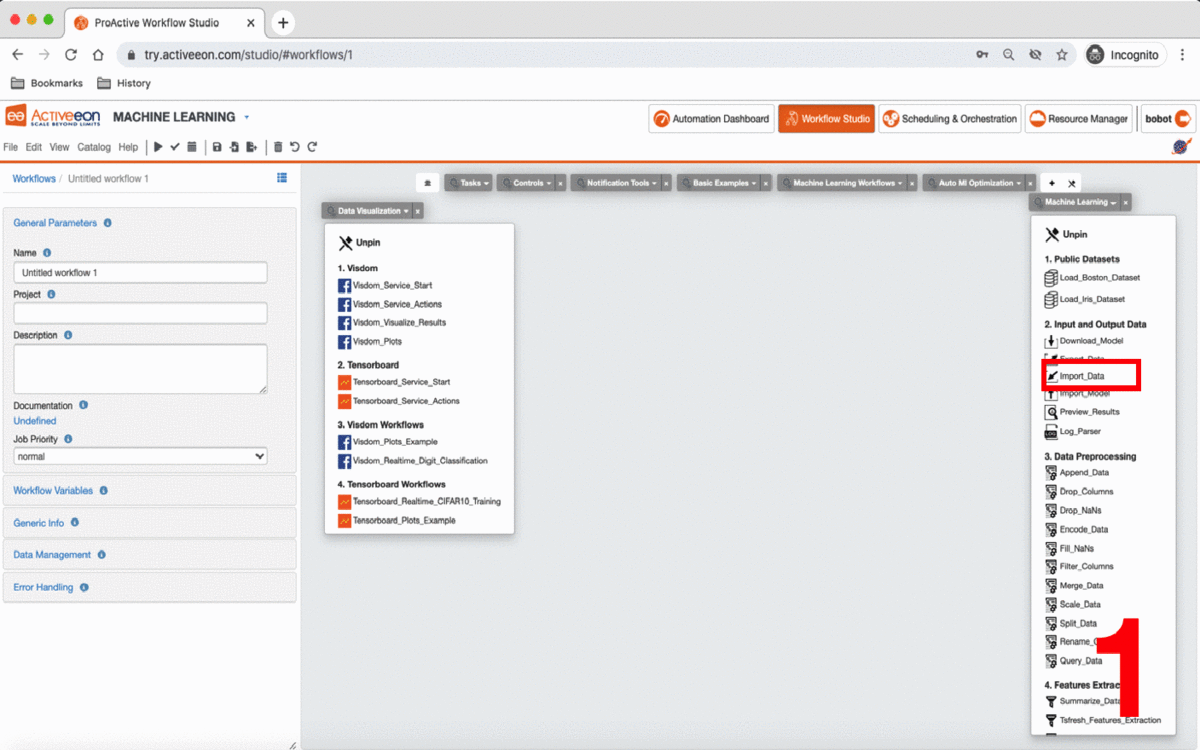 ProActive Workflow Studio
try.activeeon.com/studio/#workflows/1
Incognito
Bookmarks History
ACTIVEEON
SCALE BEYOND LIMITS
MACHINE LEARNING
Automation Dashboard
Workflow Studio
Scheduling & Orchestration
Resource Manager
bobot
File Edit View Catalog Help
Workflows / Untitled workflow 1
General Parameters
Name
Untitled workflow 1
Project
Description
Documentation
Undefined
Job Priority
normal
Workflow Variables
Generic Info
Data Management
Error Handling
Tasks
Controls
Notification Tools
Basic Examples
Machine Learning Workflows
Auto Ml Optimization
Data Visualization
Unpin
1. Visdom
Visdom_Service_Start
Visdom_Service_Actions
Visdom_Visualize_Results
Visdom_Plots
2. Tensorboard
Tensorboard_Service_Start
Tensorboard_Service_Actions
3. Visdom Workflows
Visdom_Plots_Example
Visdom_Realtime_Digit_Classification
4. Tensorboard Workflows
Tensorboard_Realtime_CIFAR10_Training
Tensorboard_Plots_Example
Machine Learning
Unpin
1. Public Datasets
Load_Boston_Dataset
Load_Iris_Dataset
2. Input and Output Data
Download_Model
Export_Data
Import_Data
Import_Model
Preview_Results
Log_Parser
3. Data Preprocessing
Append_Data
Drop_Columns
Drop_NaNs
Encode_Data
Fill_NaNs
Filter_Columns
Merge_Data
Scale_Data
Split_Data
Query_Data
4. Features
Summarize_Data
Tsfresh_Features_Extraction
1